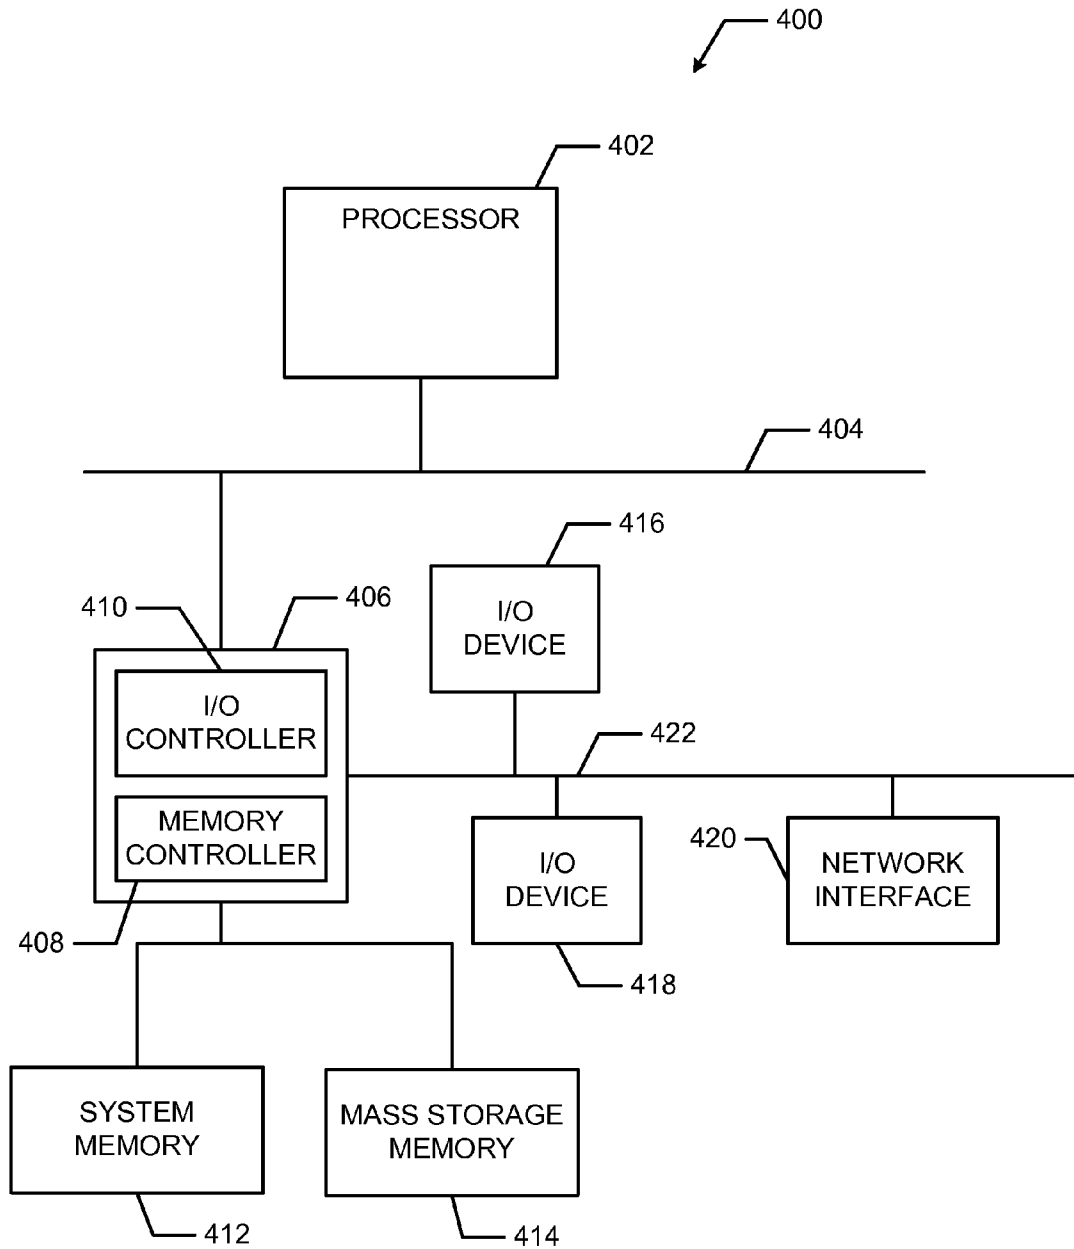 400
402
PROCESSOR
404
416
406
410
I/O
DEVICE
I/O
CONTROLLER
422
MEMORY
CONTROLLER
I/O
DEVICE
420
NETWORK
INTERFACE
408
418
SYSTEM
MEMORY
MASS STORAGE
MEMORY
412
414